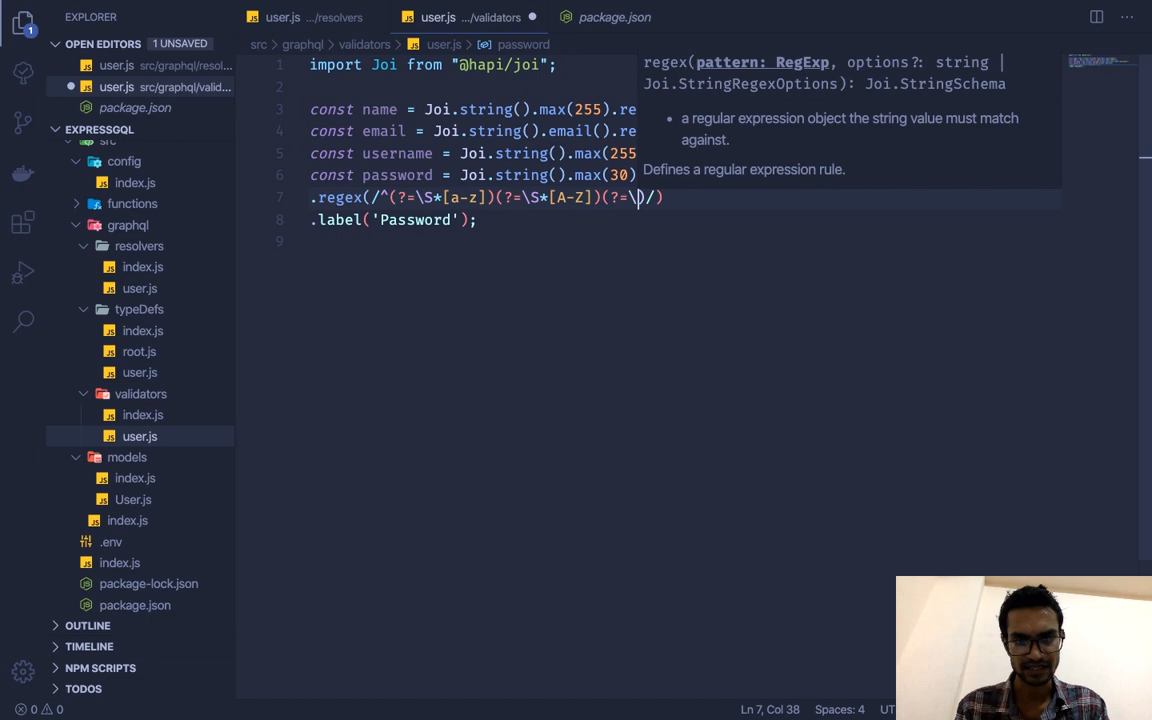 EXPLORER
user.js .../resolvers
user.js .../validators
package.json
1
OPEN EDITORS 1 UNSAVED
user.js src/graphql/resol...
user.js src/graphql/valid...
package.json
EXPRESSGQL
src
config
index.js
functions
graphql
resolvers
index.js
user.js
typeDefs
index.js
root.js
user.js
validators
index.js
user.js
models
index.js
User.js
index.js
.env
index.js
package-lock.json
package.json
OUTLINE
TIMELINE
NPM SCRIPTS
TODOS
src > graphql > validators > user.js > password
1 import Joi from "@hapi/joi";
2
3 const name = Joi.string().max(255).re
4 const email = Joi.string().email().re
5 const username = Joi.string().max(255
6 const password = Joi.string().max(30)
7 .regex(/^(?=\S*[a-z])(?=\S*[A-Z])(?=\)/)
8 .label('Password');
9
regex(pattern: RegExp, options?: string |
Joi.StringRegexOptions): Joi.StringSchema
• a regular expression object the string value must match
against.
Defines a regular expression rule.
0 0
Ln 7, Col 38 Spaces: 4 UT